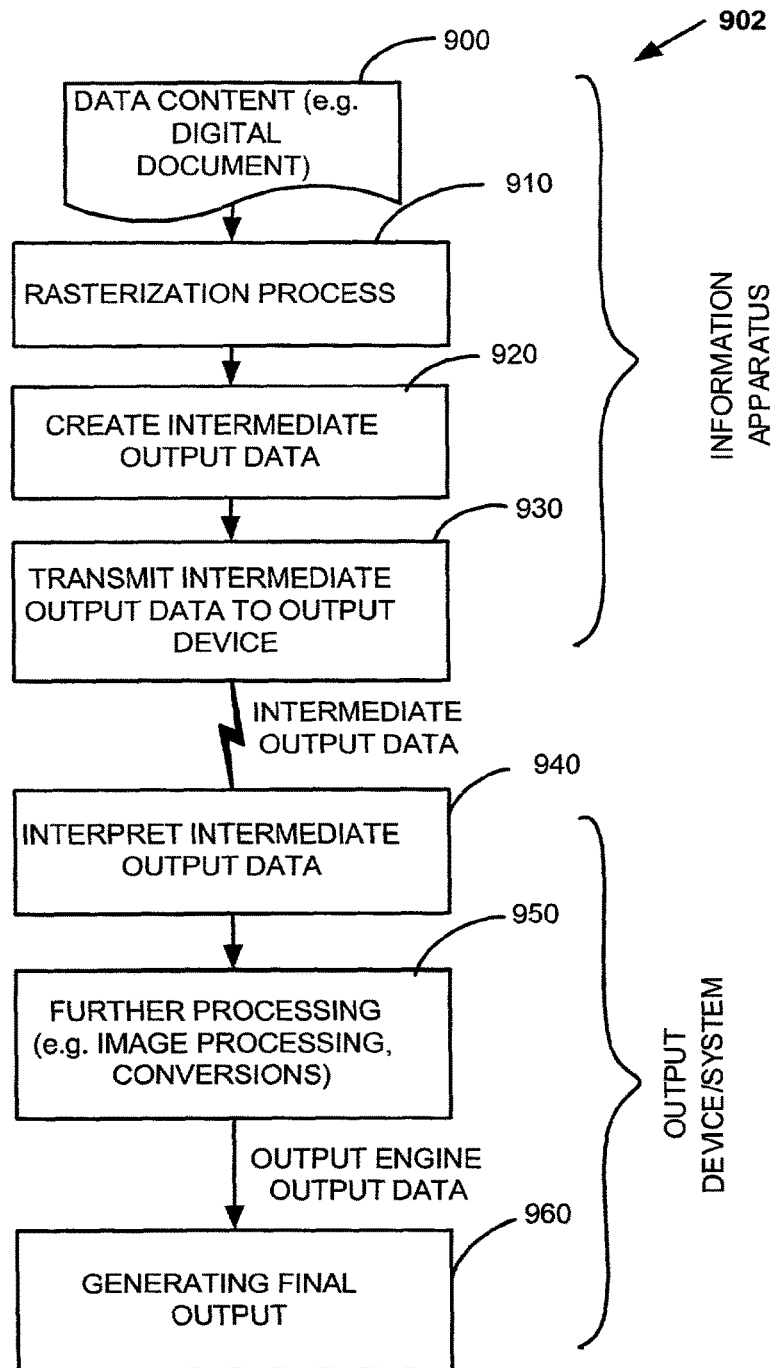 902
900
DATA CONTENT (e.g.
DIGITAL
DOCUMENT)
910
RASTERIZATION PROCESS
920
CREATE INTERMEDIATE
OUTPUT DATA
930
TRANSMIT INTERMEDIATE
OUTPUT DATA TO OUTPUT
DEVICE
INFORMATION
APPARATUS
INTERMEDIATE
OUTPUT DATA
940
INTERPRET INTERMEDIATE
OUTPUT DATA
950
FURTHER PROCESSING
(e.g. IMAGE PROCESSING,
CONVERSIONS)
OUTPUT ENGINE
OUTPUT DATA
960
GENERATING FINAL
OUTPUT
OUTPUT
DEVICE/SYSTEM